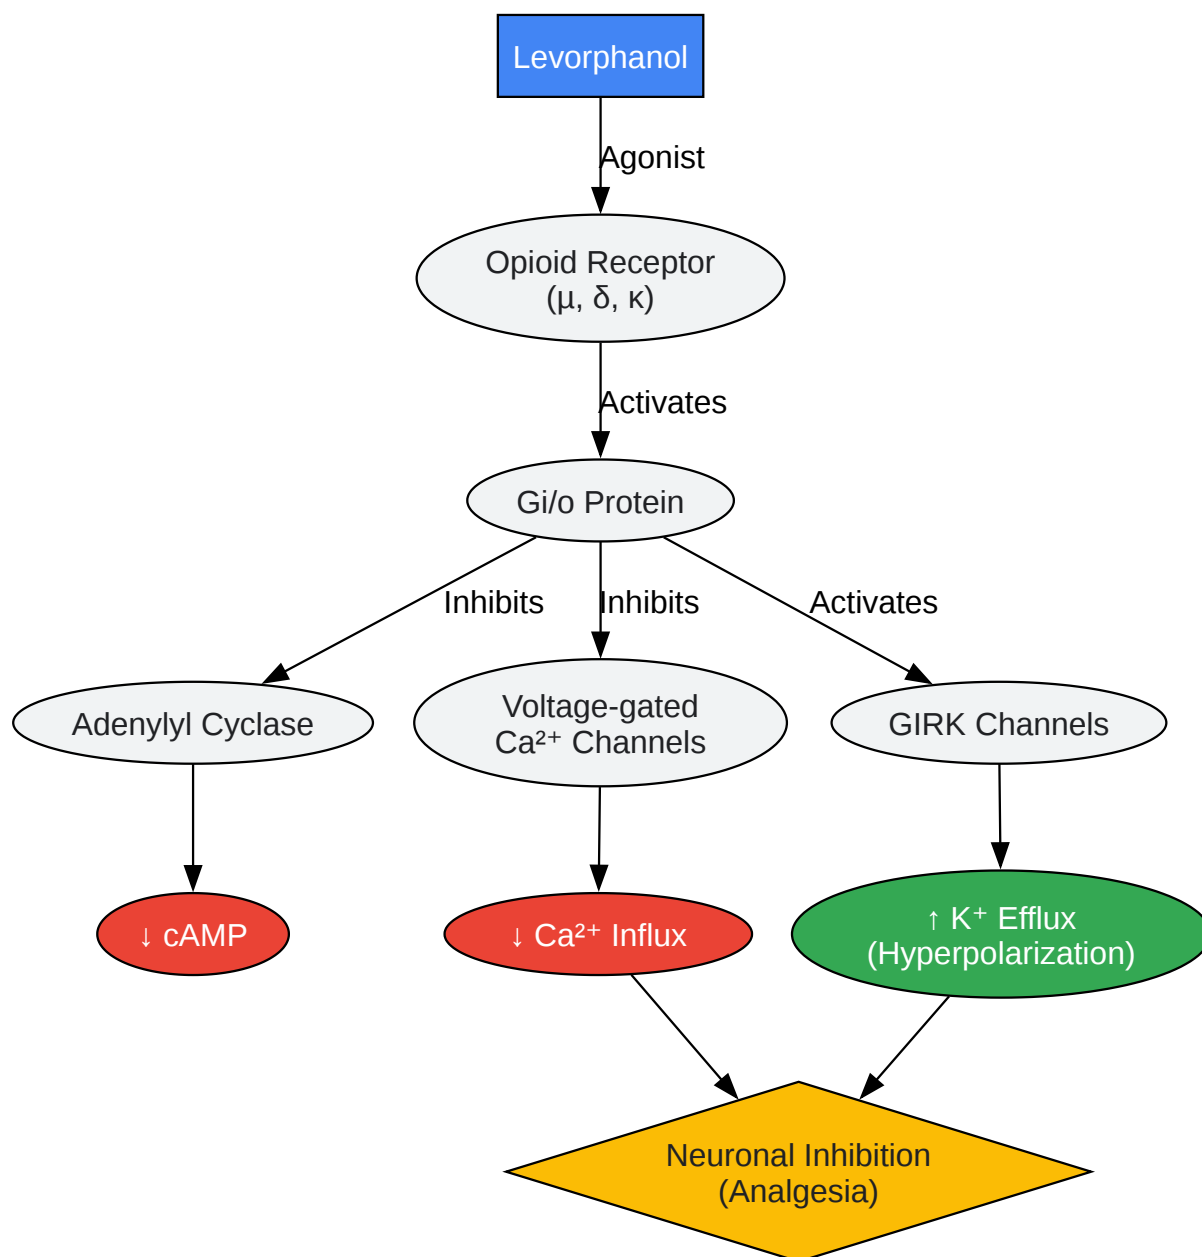 Levorphanol
Agonist
Opioid Receptor
(μ, δ, κ)
Activates
Gi/o Protein
Inhibits
Inhibits
Activates
Adenylyl Cyclase
Voltage-gated
Ca²⁺ Channels
GIRK Channels
↓ cAMP
↓ Ca²⁺ Influx
↑ K⁺ Efflux
(Hyperpolarization)
Neuronal Inhibition
(Analgesia)